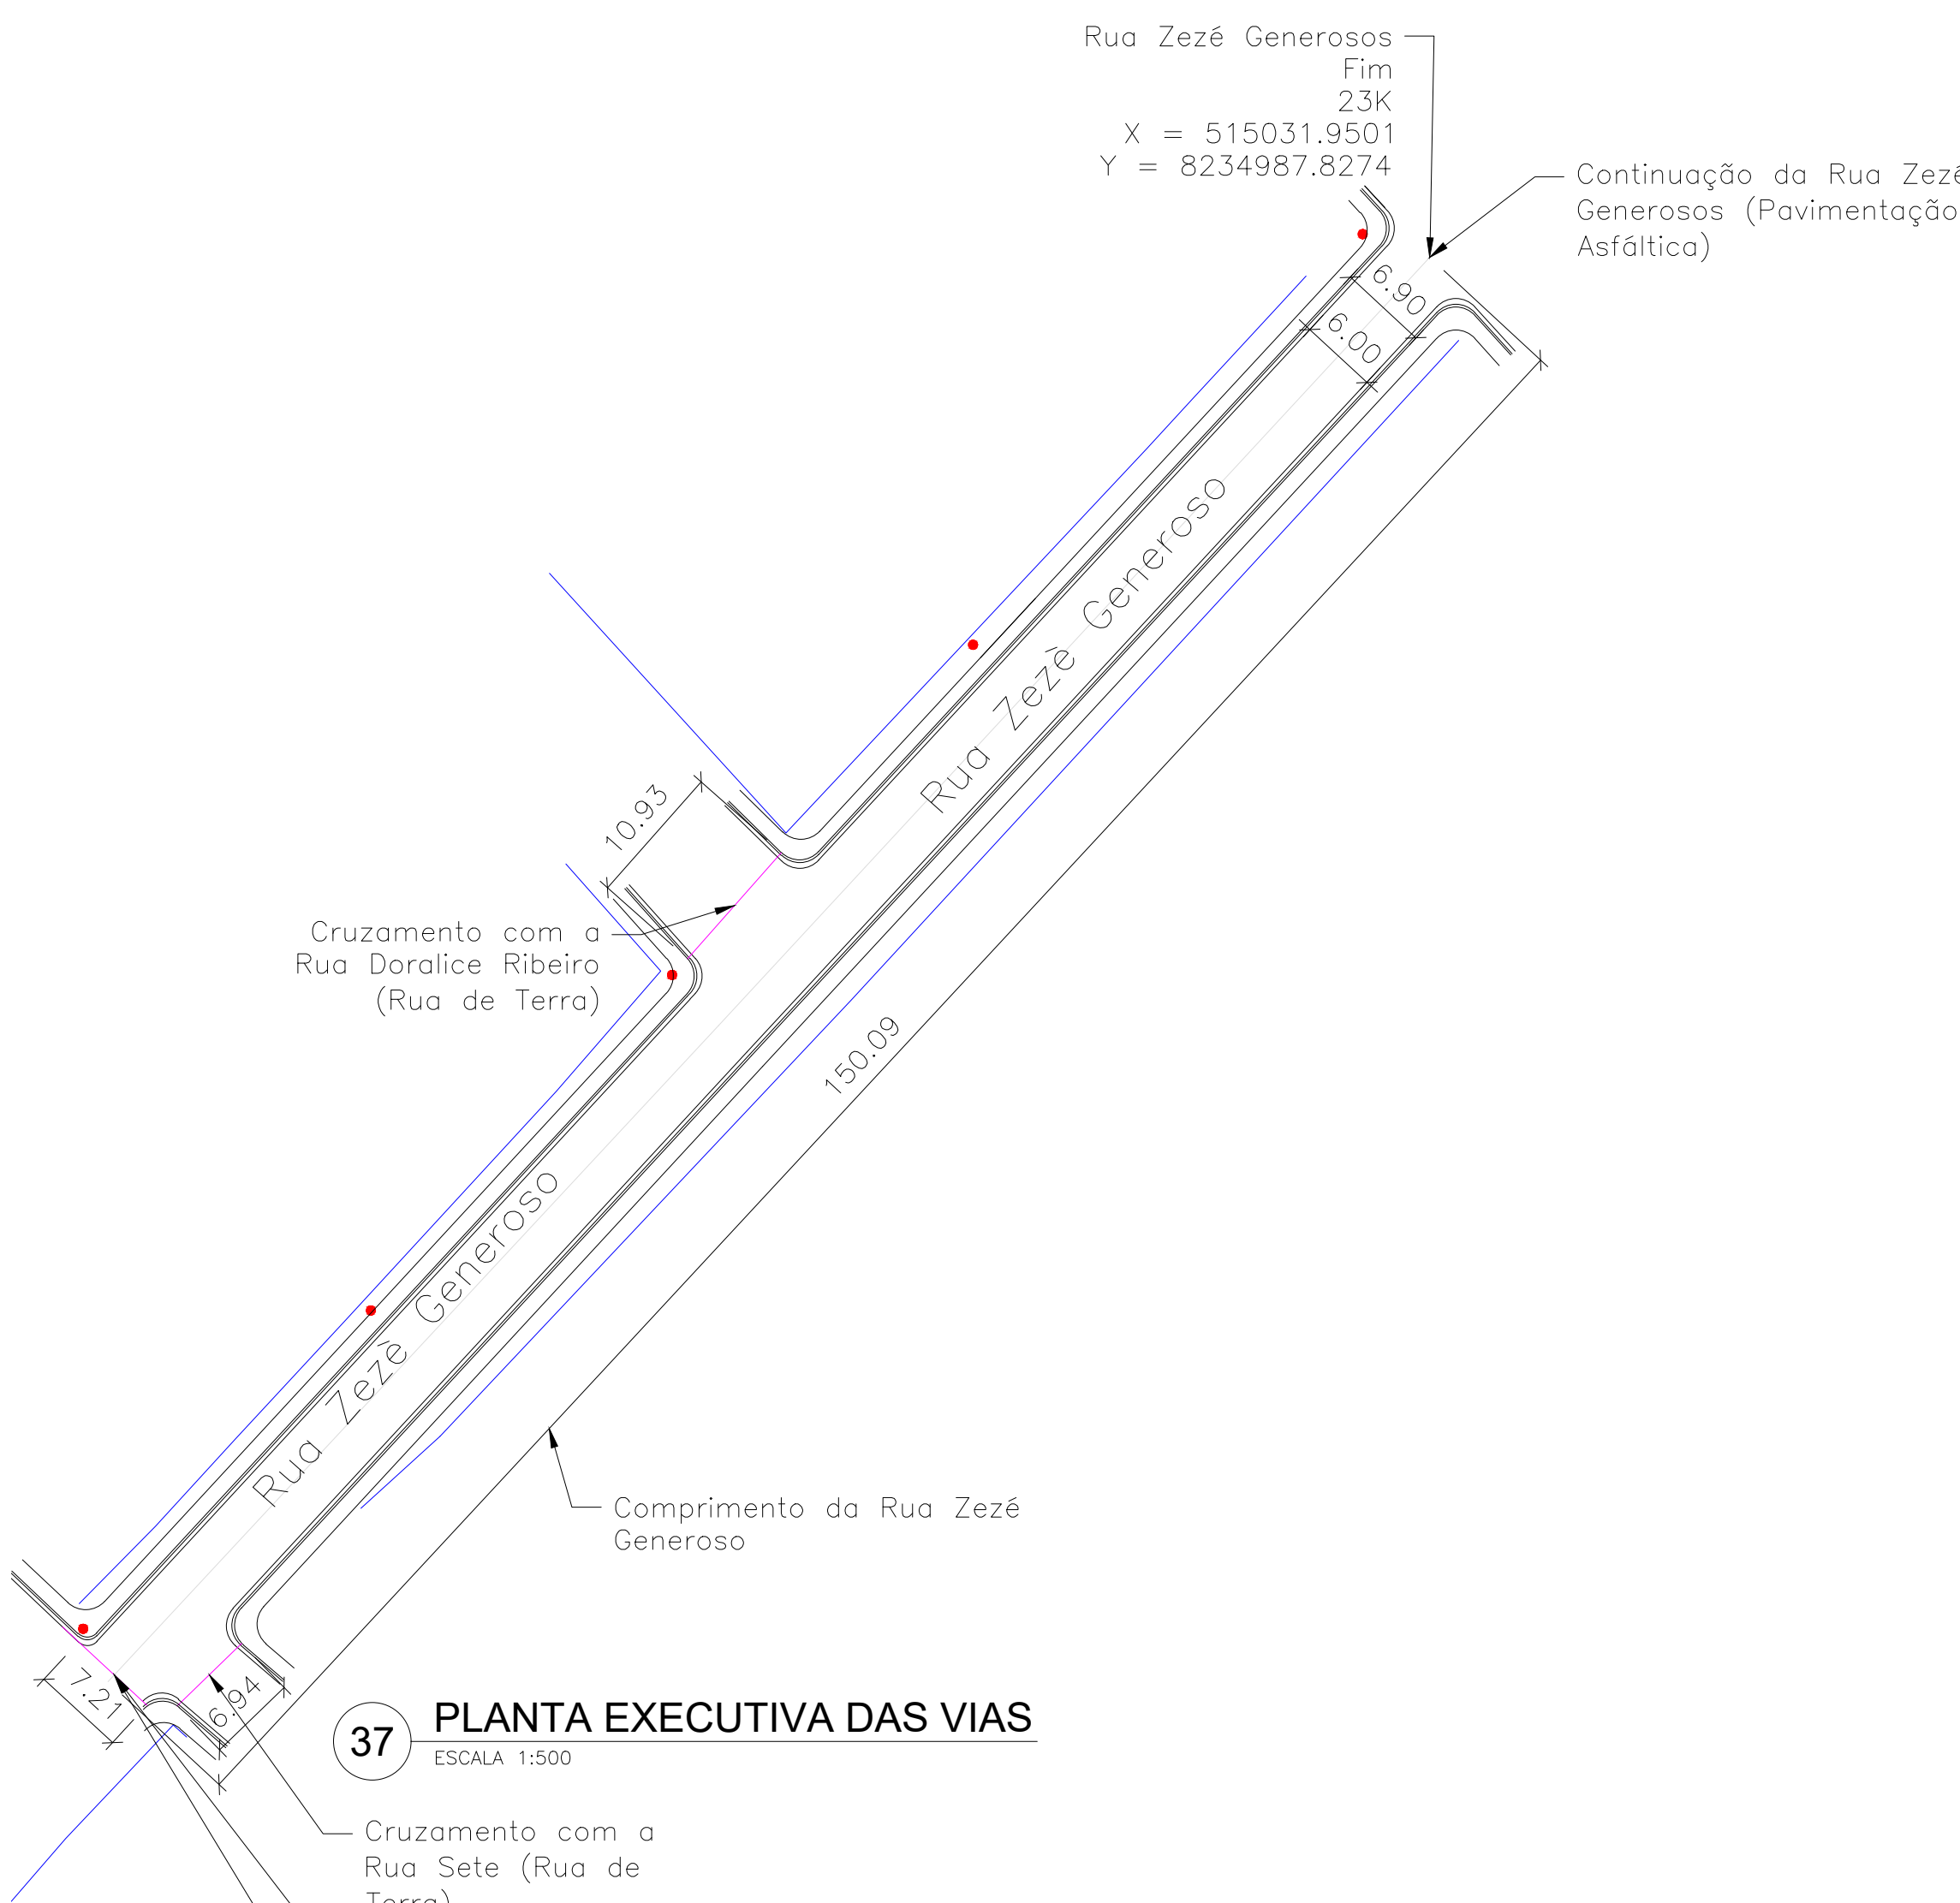 Rua Zezé Generosos
Fim
23K
X = 515031.9501
Y = 8234987.8274
Continuação da Rua Zezé
Generosos (Pavimentação
Asfáltica)
6.90
6.00
Rua Zezè Generoso
10.93
Cruzamento com a
Rua Doralice Ribeiro
(Rua de Terra)
150.09
Rua Zezè Generoso
Comprimento da Rua Zezé
Generoso
7.21
6.94
37
PLANTA EXECUTIVA DAS VIAS
ESCALA 1:500
Cruzamento com a
Rua Sete (Rua de
Terra)